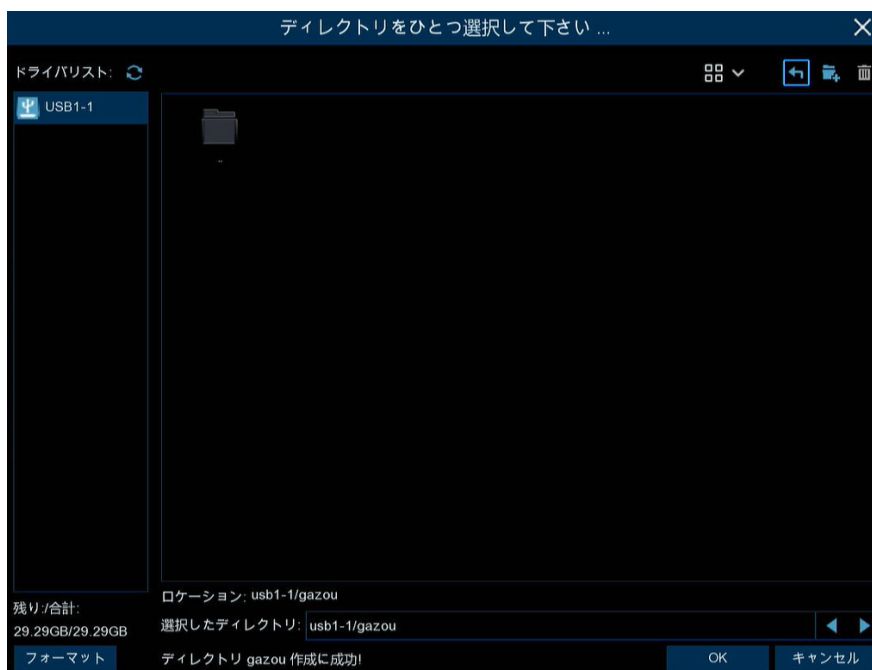 ディレクトリをひとつ選択して下さい ...
ドライバリスト:
USB1-1
..
ロケーション: usb1-1/gazou
残り:/合計:
選択したディレクトリ: usb1-1/gazou
29.29GB/29.29GB
フォーマット
ディレクトリ gazou 作成に成功!
OK
キャンセル